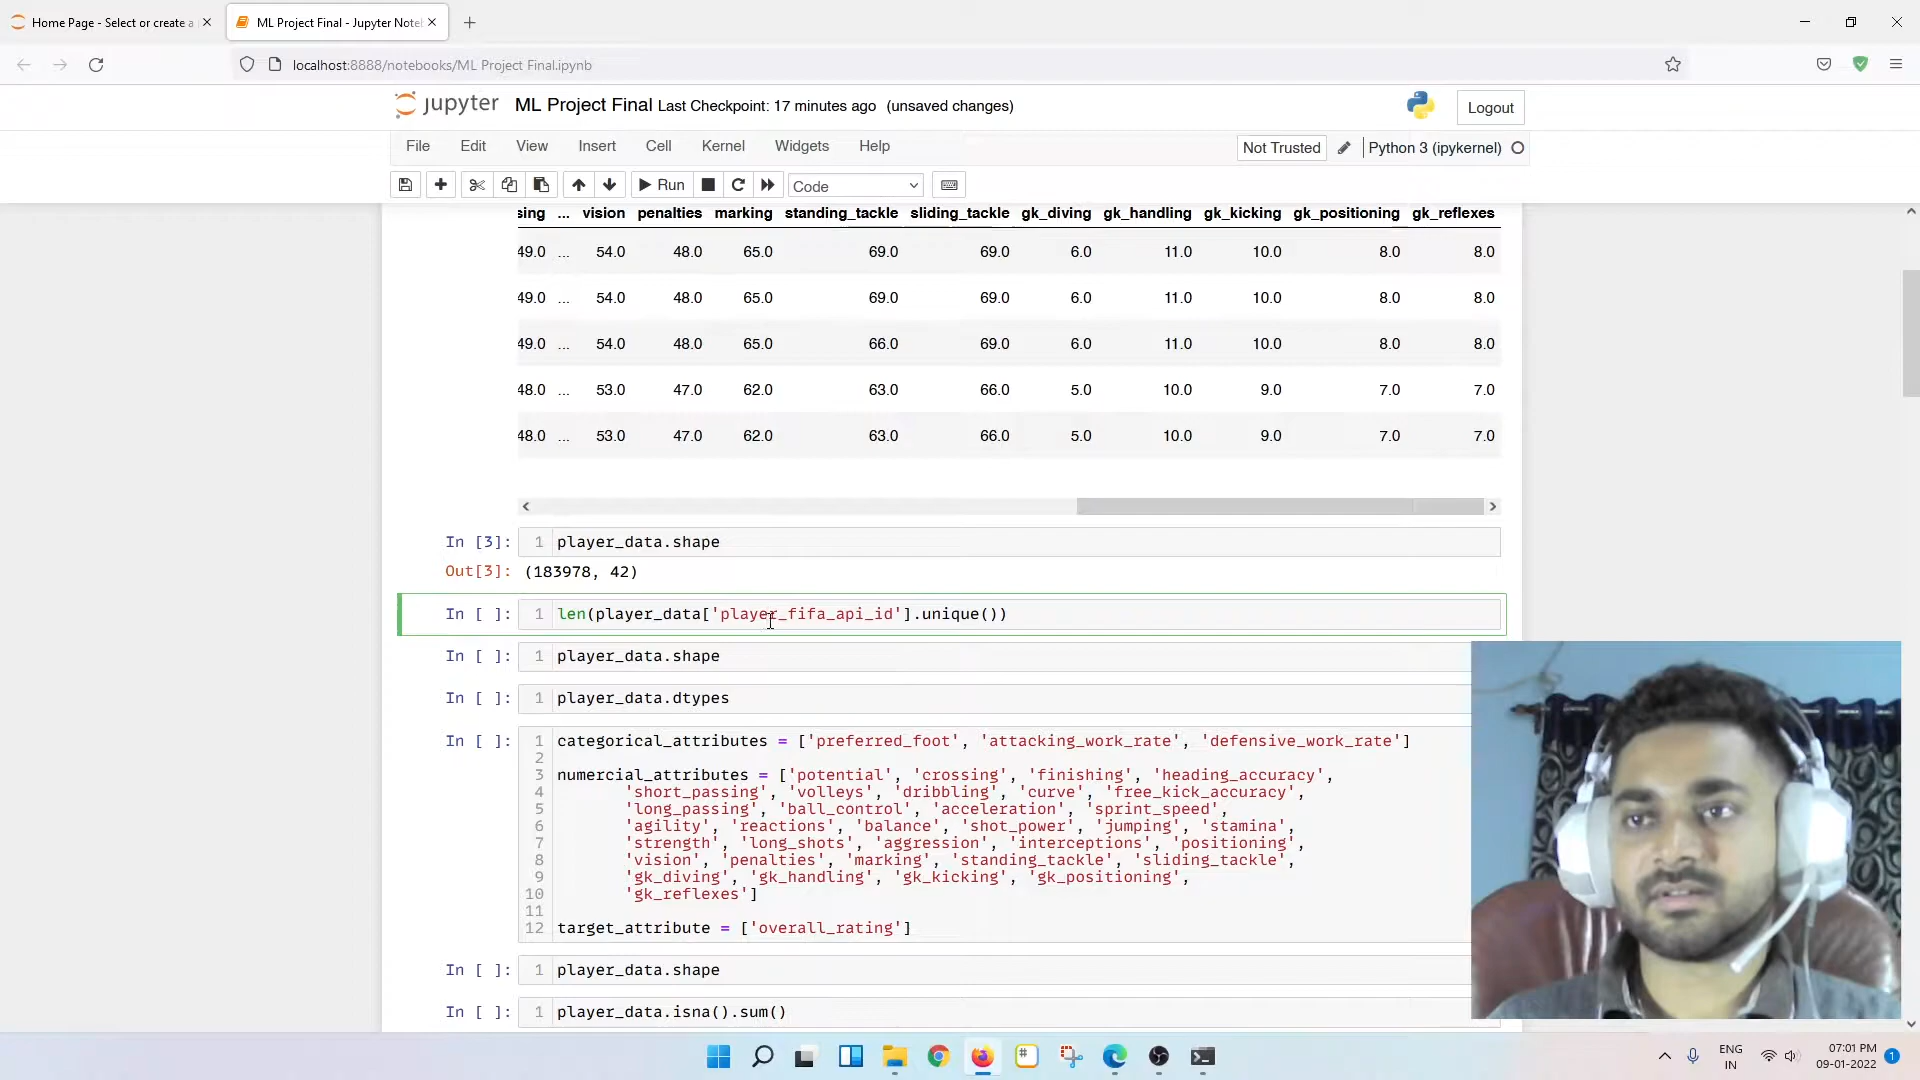 Home Page - Select or create a
ML Project Final - Jupyter Note
localhost:8888/notebooks/ML Project Final.ipynb
jupyter ML Project Final Last Checkpoint: 17 minutes ago (unsaved changes) Logout
File Edit View Insert Cell Kernel Widgets Help Not Trusted Python 3 (ipykernel)
Run Code
sing ... vision penalties marking standing_tackle sliding_tackle gk_diving gk_handling gk_kicking gk_positioning gk_reflexes
49.0 ... 54.0 48.0 65.0 69.0 69.0 6.0 11.0 10.0 8.0 8.0
49.0 ... 54.0 48.0 65.0 69.0 69.0 6.0 11.0 10.0 8.0 8.0
49.0 ... 54.0 48.0 65.0 66.0 69.0 6.0 11.0 10.0 8.0 8.0
48.0 ... 53.0 47.0 62.0 63.0 66.0 5.0 10.0 9.0 7.0 7.0
48.0 ... 53.0 47.0 62.0 63.0 66.0 5.0 10.0 9.0 7.0 7.0
In [3]: 1 player_data.shape
Out[3]: (183978, 42)
In [ ]: 1 len(player_data['player_fifa_api_id'].unique())
In [ ]: 1 player_data.shape
In [ ]: 1 player_data.dtypes
In [ ]: 1 categorical_attributes = ['preferred_foot', 'attacking_work_rate', 'defensive_work_rate']
2
3 numercial_attributes = ['potential', 'crossing', 'finishing', 'heading_accuracy',
4 'short_passing', 'volleys', 'dribbling', 'curve', 'free_kick_accuracy',
5 'long_passing', 'ball_control', 'acceleration', 'sprint_speed',
6 'agility', 'reactions', 'balance', 'shot_power', 'jumping', 'stamina',
7 'strength', 'long_shots', 'aggression', 'interceptions', 'positioning',
8 'vision', 'penalties', 'marking', 'standing_tackle', 'sliding_tackle',
9 'gk_diving', 'gk_handling', 'gk_kicking', 'gk_positioning',
10 'gk_reflexes']
11
12 target_attribute = ['overall_rating']
In [ ]: 1 player_data.shape
In [ ]: 1 player_data.isna().sum()
ENG
IN
07:01 PM
09-01-2022
1